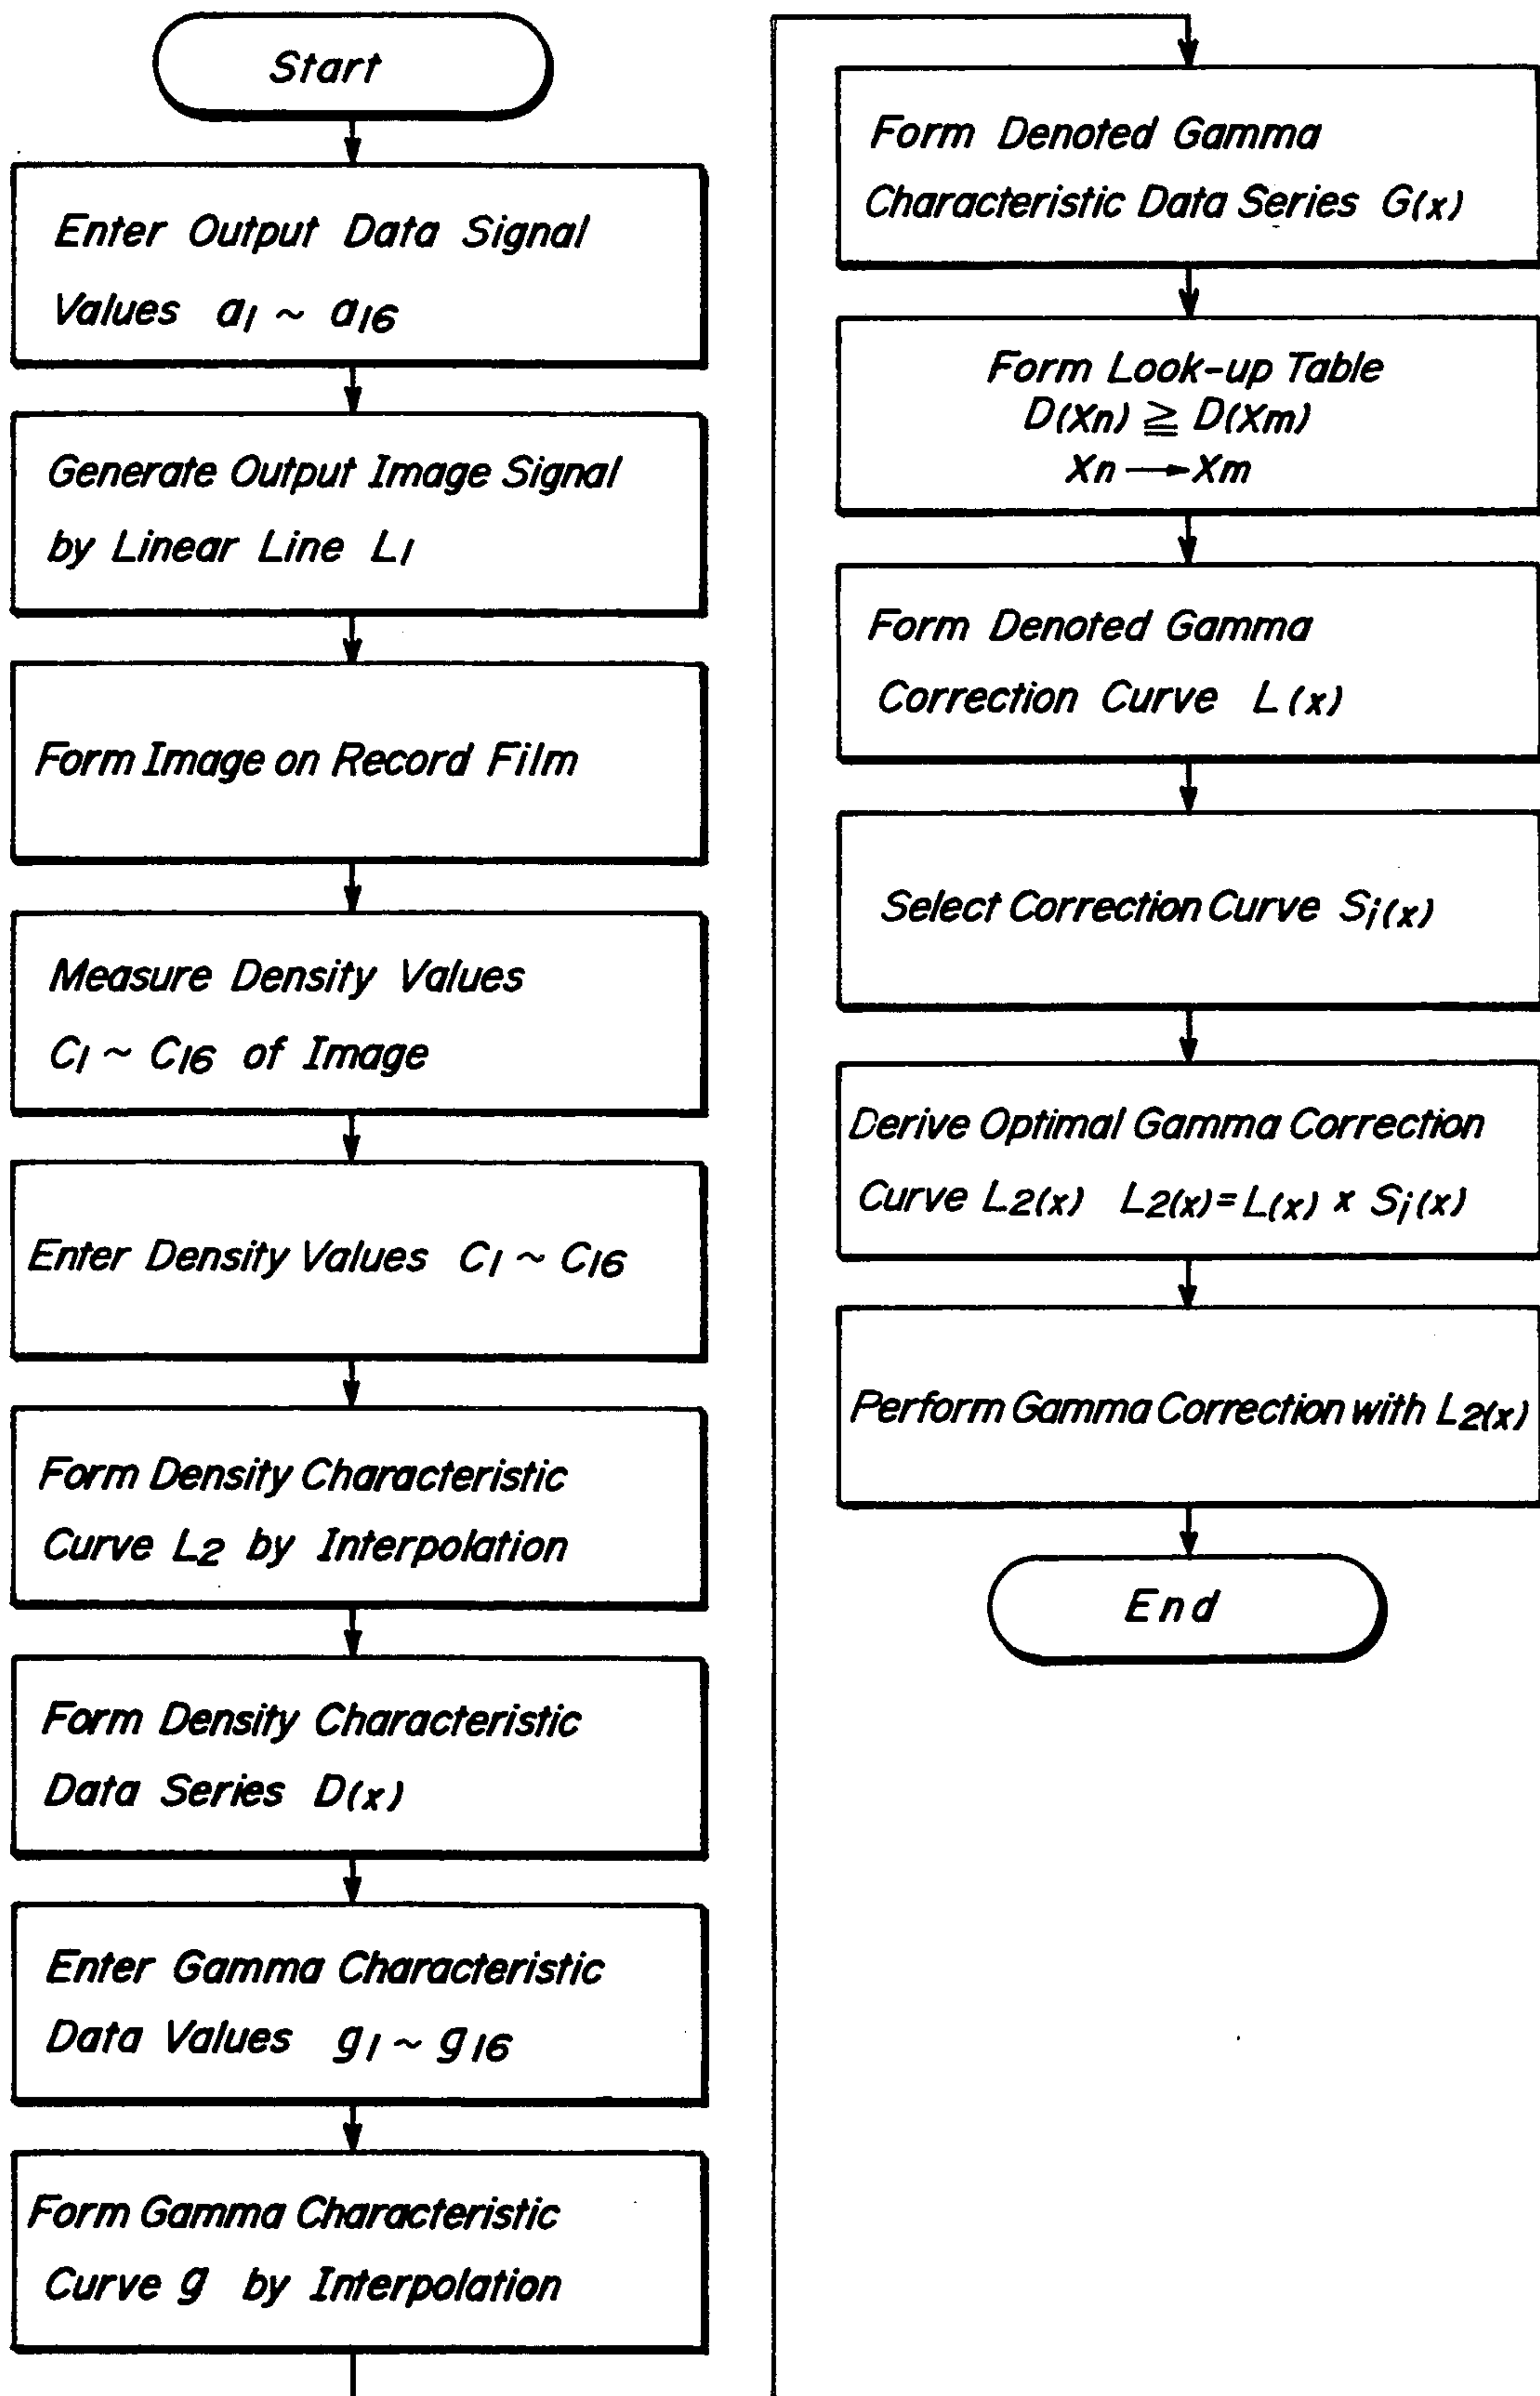 Start
Enter Output Data Signal
Values a1 ~ a16
Generate Output Image Signal
by Linear Line L1
Form Image on Record Film
Measure Density Values
C1 ~ C16 of Image
Enter Density Values C1 ~ C16
Form Density Characteristic
Curve L2 by Interpolation
Form Density Characteristic
Data Series D(x)
Enter Gamma Characteristic
Data Values g1 ~ g16
Form Gamma Characteristic
Curve g by Interpolation
Form Denoted Gamma
Characteristic Data Series G(x)
Form Look-up Table
D(Xn) ≧ D(Xm)
Xn → Xm
Form Denoted Gamma
Correction Curve L(x)
Select Correction Curve Si(x)
Derive Optimal Gamma Correction
Curve L2(x) L2(x) = L(x) x Si(x)
Perform Gamma Correction with L2(x)
End